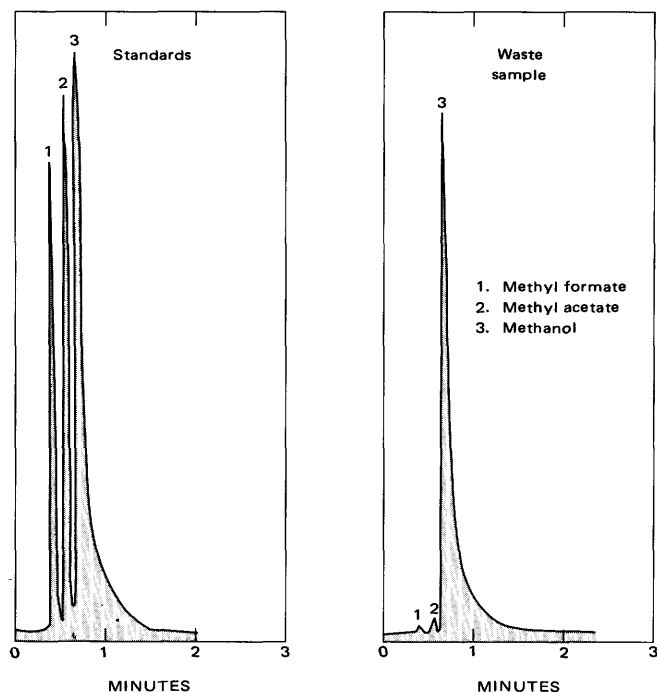 Standards
1
2
3
0
1
2
3
MINUTES
Waste
sample
3
1
2
1. Methyl formate
2. Methyl acetate
3. Methanol
0
1
2
3
MINUTES